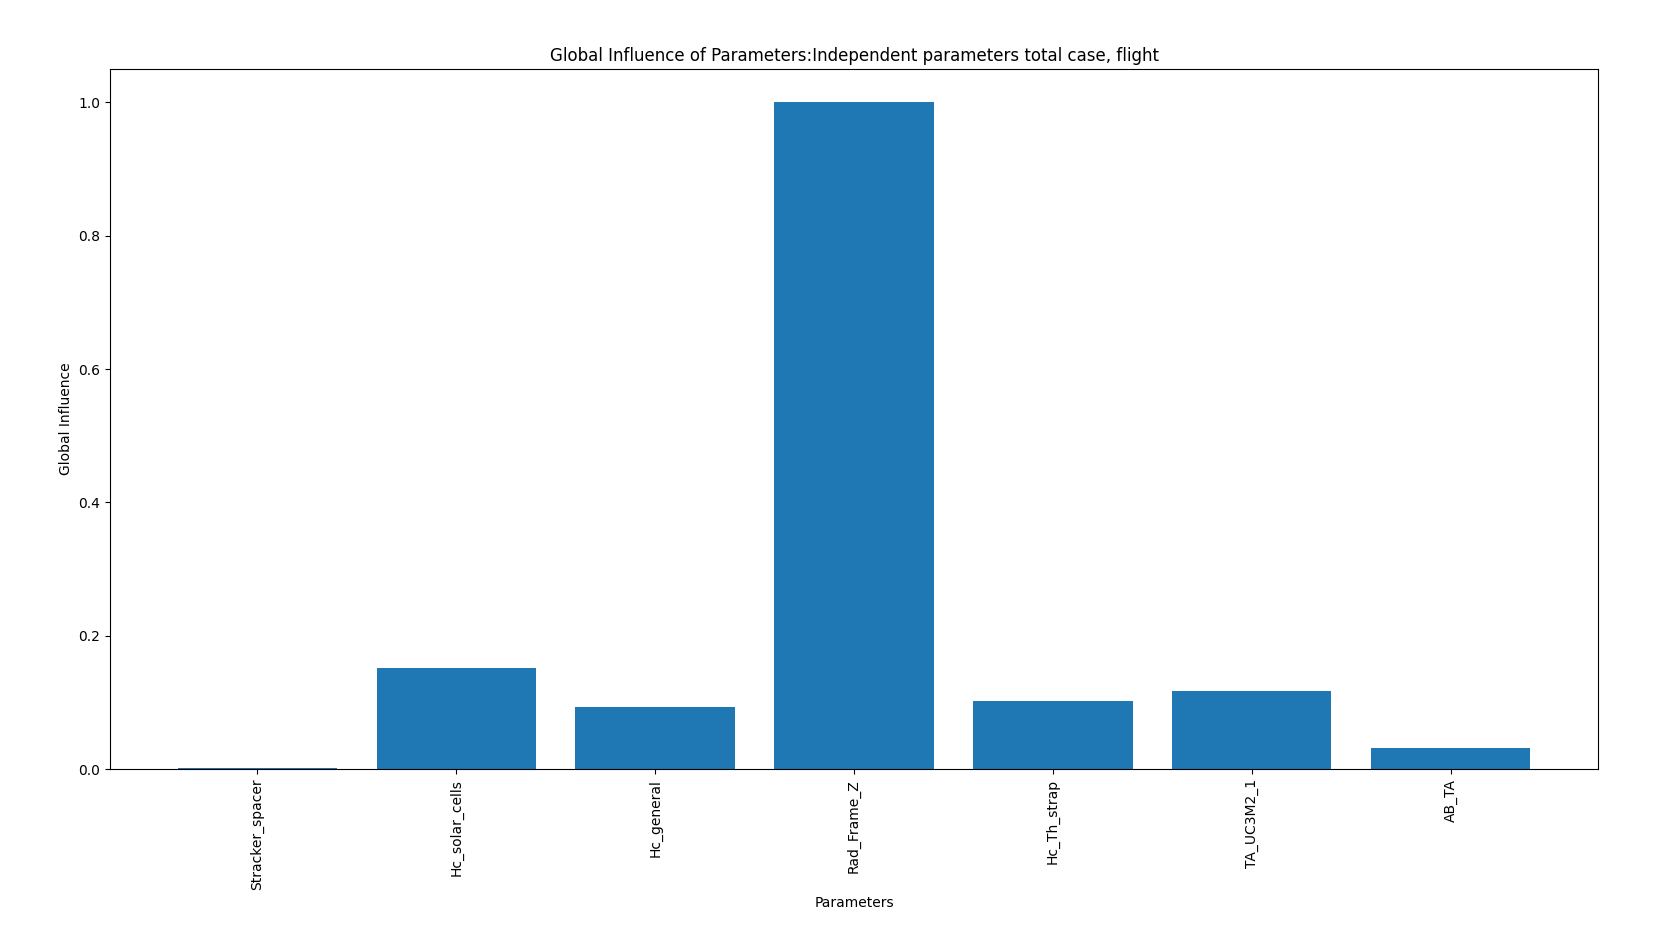 Global Influence of Parameters:Independent parameters total case, flight
1.0
0.8
0.6
0.4
0.2
0.0
Global Influence
Stracker_spacer
Hc_solar_cells
Hc_general
Rad_Frame_Z
Hc_Th_strap
TA_UC3M2_1
AB_TA
Parameters